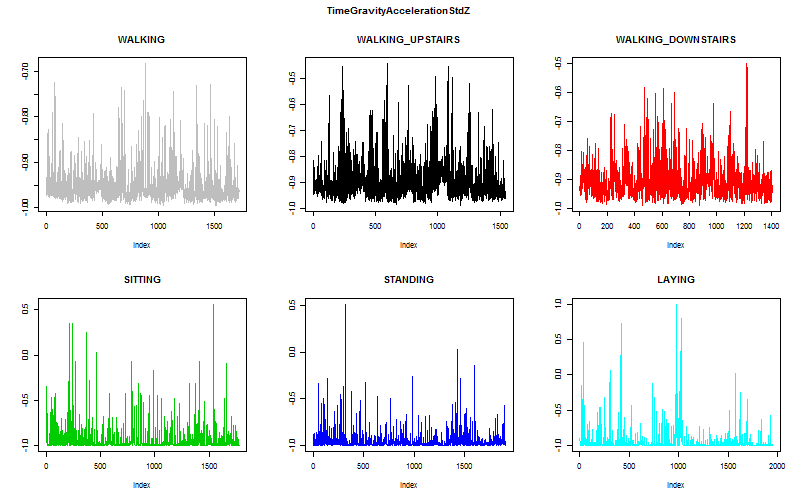 TimeGravityAccelerationStdZ
WALKING
WALKING_UPSTAIRS
WALKING_DOWNSTAIRS
-0.70
-0.80
-0.90
-1.00
0 500 1000 1500
Index
-0.5
-0.6
-0.7
-0.8
-0.9
-1.0
0 500 1000 1500
Index
-0.5
-0.6
-0.7
-0.8
-0.9
-1.0
0 200 400 600 800 1000 1200 1400
Index
SITTING
STANDING
LAYING
0.5
0.0
-0.5
-1.0
0 500 1000 1500
Index
0.5
0.0
-0.5
-1.0
0 500 1000 1500
Index
1.0
0.5
0.0
-0.5
-1.0
0 500 1000 1500 2000
Index